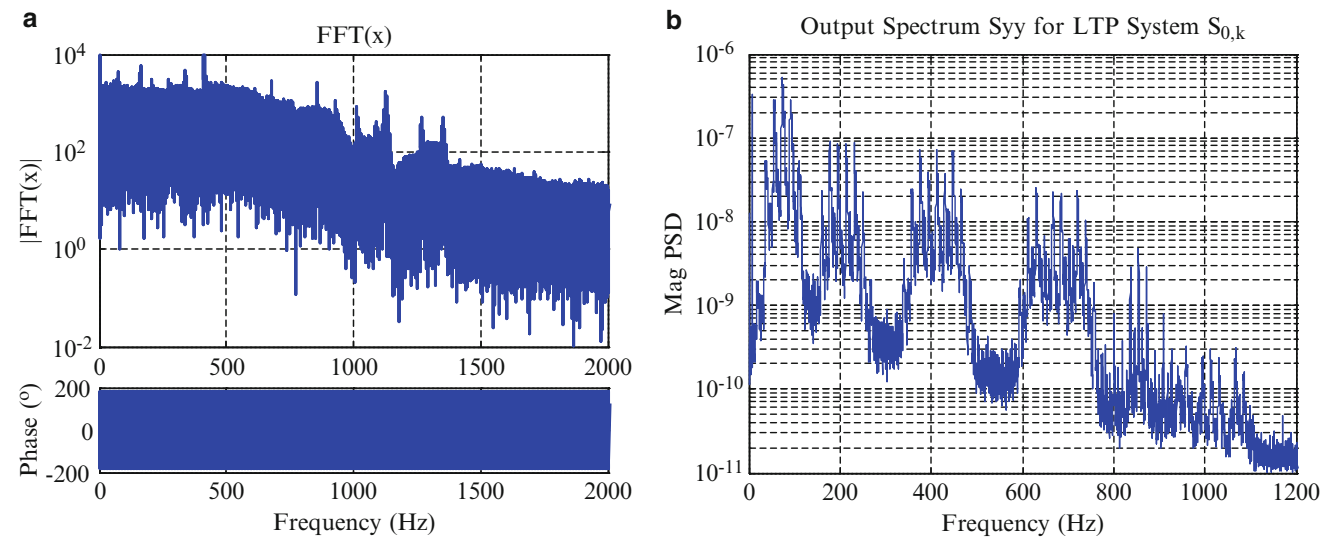 a
FFT(x)
|FFT(x)|
10^4
10^2
10^0
10^-2
0 500 1000 1500 2000
Phase (°)
200
0
-200
0 500 1000 1500 2000
Frequency (Hz)
b
Output Spectrum Syy for LTP System S_{0,k}
Mag PSD
10^-6
10^-7
10^-8
10^-9
10^-10
10^-11
0 200 400 600 800 1000 1200
Frequency (Hz)